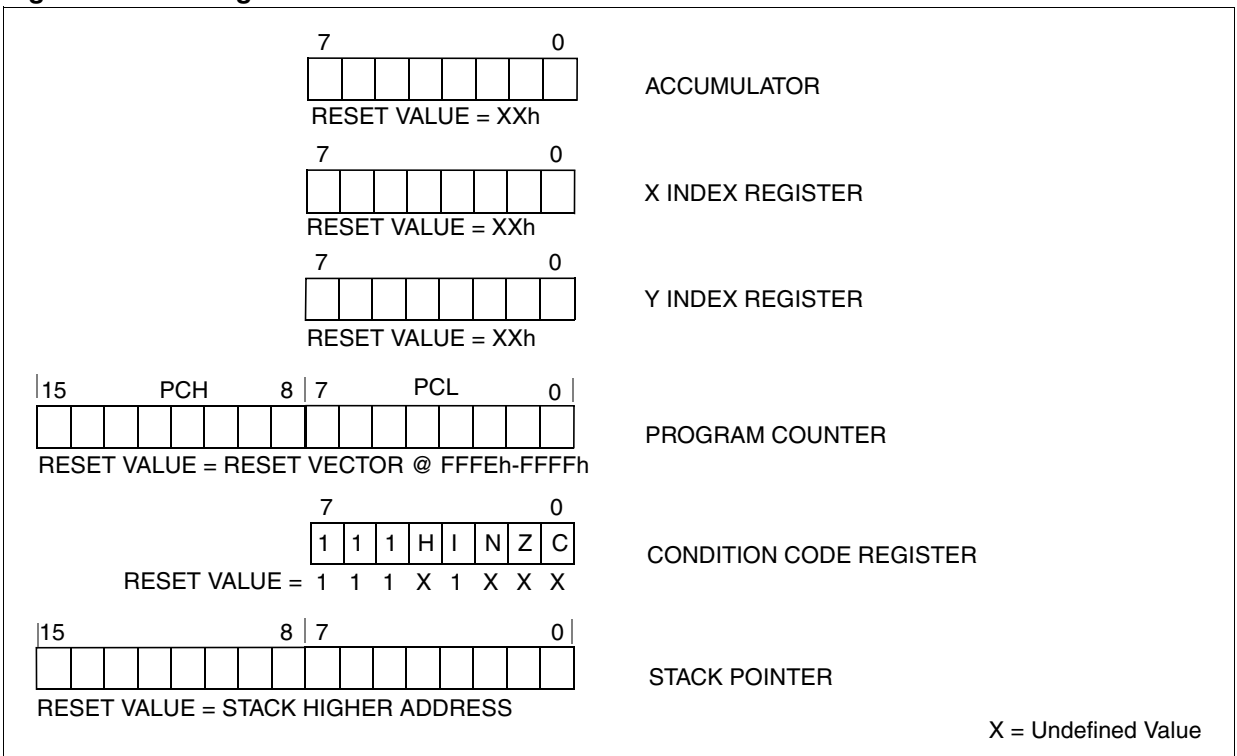 7 0
ACCUMULATOR
RESET VALUE = XXh
7 0
X INDEX REGISTER
RESET VALUE = XXh
7 0
Y INDEX REGISTER
RESET VALUE = XXh
15 PCH 8 7 PCL 0
PROGRAM COUNTER
RESET VALUE = RESET VECTOR @ FFFEh-FFFFh
7 0
1 1 1 H I N Z C
CONDITION CODE REGISTER
RESET VALUE = 1 1 1 X 1 X X X
15 8 7 0
STACK POINTER
RESET VALUE = STACK HIGHER ADDRESS
X = Undefined Value